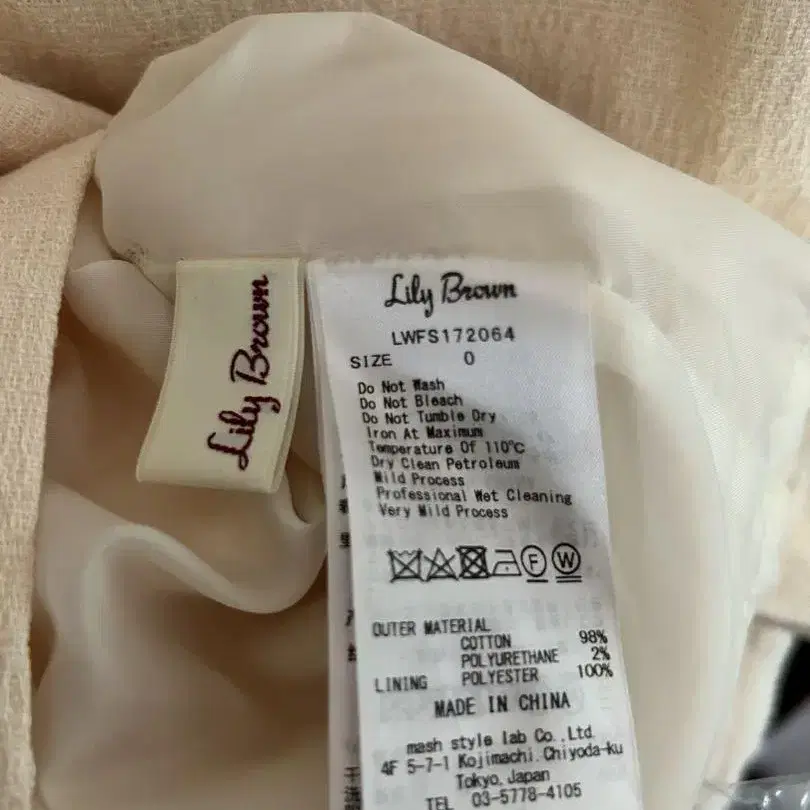 Lily Brown
Lily Brown
LWFS172064
SIZE 0
Do Not Wash
Do Not Bleach
Do Not Tumble Dry
Iron At Maximum
Temperature Of 110℃
Dry Clean Petroleum
Mild Process
Professional Wet Cleaning
Very Mild Process
F W
OUTER MATERIAL
COTTON 98%
POLYURETHANE 2%
LINING POLYESTER 100%
MADE IN CHINA
mash style lab Co.,Ltd.
4F 5-7-1 Kojimachi.Chiyoda-ku
Tokyo.Japan
TEL 03-5778-4105